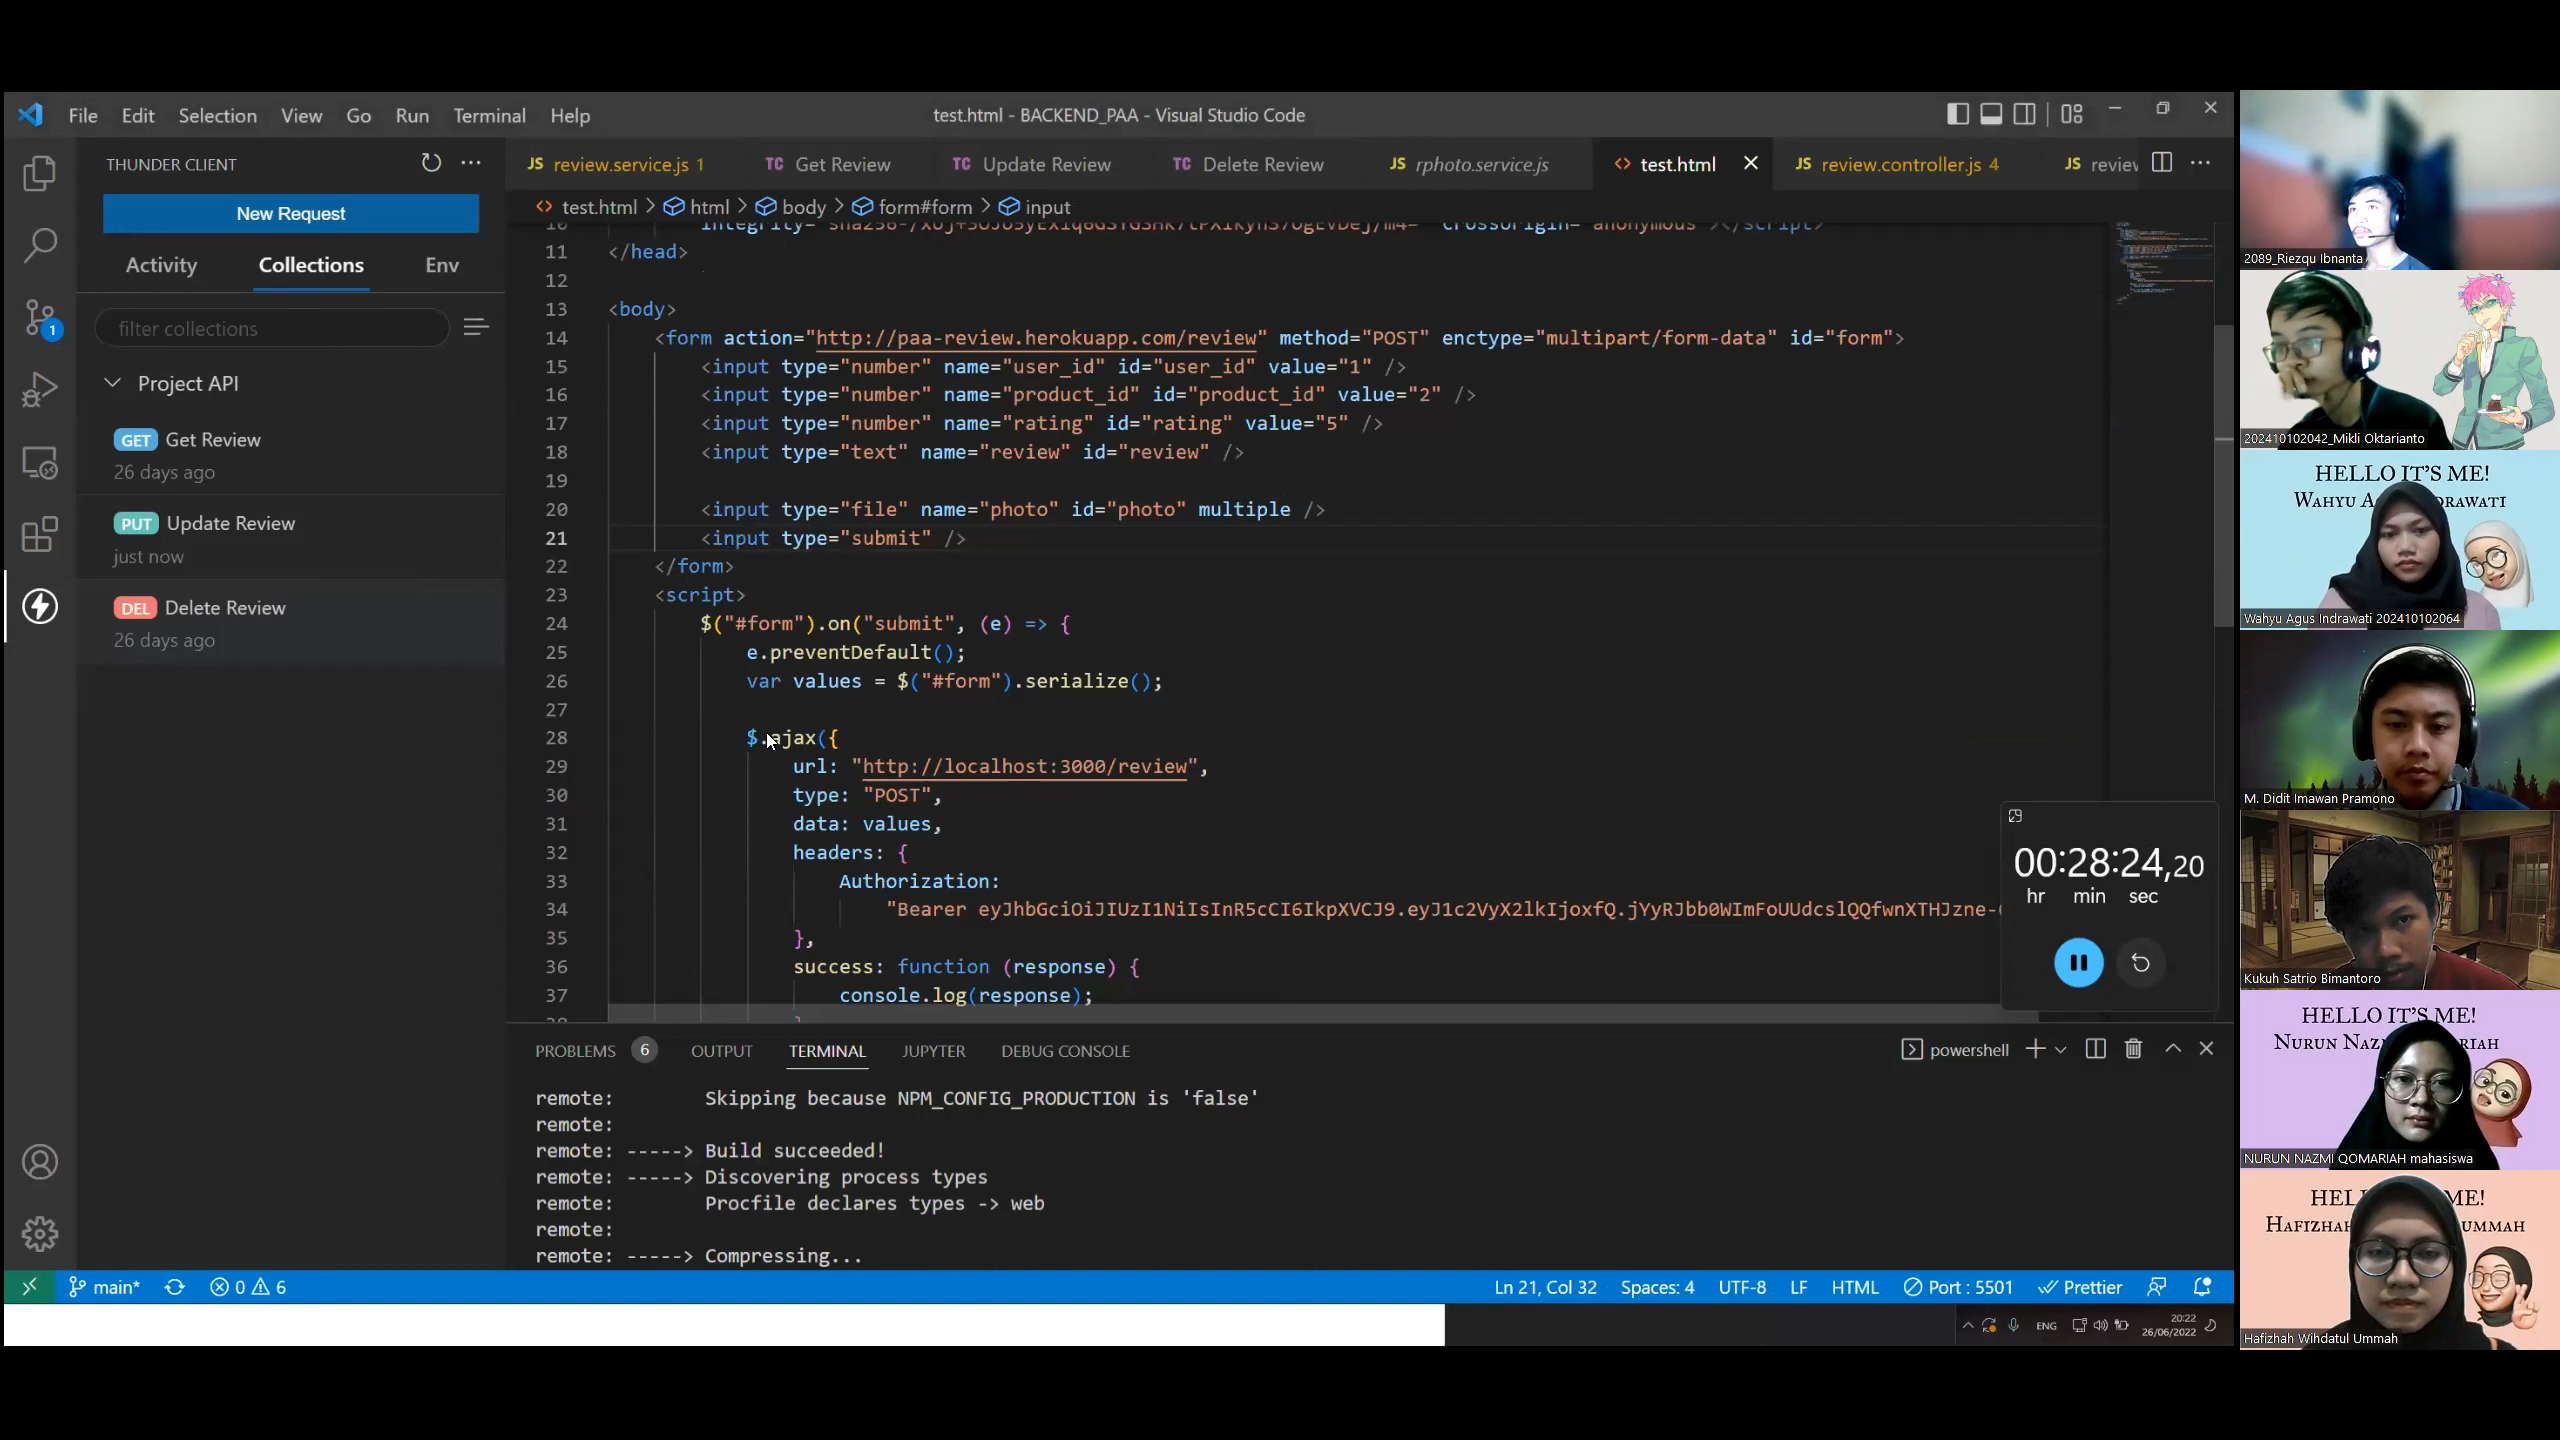 File Edit Selection View Go Run Terminal Help
test.html - BACKEND_PAA - Visual Studio Code
THUNDER CLIENT
New Request
Activity Collections Env
filter collections
Project API
GET Get Review
26 days ago
PUT Update Review
just now
DEL Delete Review
26 days ago
1
JS review.service.js 1 TC Get Review TC Update Review TC Delete Review JS rphoto.service.js <> test.html JS review.controller.js 4 JS review
<> test.html > html > body > form#form > input
11 </head>
12
13 <body>
14 <form action="http://paa-review.herokuapp.com/review" method="POST" enctype="multipart/form-data" id="form">
15 <input type="number" name="user_id" id="user_id" value="1" />
16 <input type="number" name="product_id" id="product_id" value="2" />
17 <input type="number" name="rating" id="rating" value="5" />
18 <input type="text" name="review" id="review" />
19
20 <input type="file" name="photo" id="photo" multiple />
21 <input type="submit" />
22 </form>
23 <script>
24 $("#form").on("submit", (e) => {
25 e.preventDefault();
26 var values = $("#form").serialize();
27
28 $.ajax({
29 url: "http://localhost:3000/review",
30 type: "POST",
31 data: values,
32 headers: {
33 Authorization:
34 "Bearer eyJhbGciOiJIUzI1NiIsInR5cCI6IkpXVCJ9.eyJ1c2VyX2lkIjoxfQ.jYyRJbb0WImFoUUdcslQQfwnXTHJzne-
35 },
36 success: function (response) {
37 console.log(response);
00:28:24,20
hr min sec
PROBLEMS 6 OUTPUT TERMINAL JUPYTER DEBUG CONSOLE
powershell
remote: Skipping because NPM_CONFIG_PRODUCTION is 'false'
remote:
remote: -----> Build succeeded!
remote: -----> Discovering process types
remote: Procfile declares types -> web
remote:
remote: -----> Compressing...
main* 0 6
Ln 21, Col 32 Spaces: 4 UTF-8 LF HTML Port : 5501 Prettier
ENG
20:22
26/06/2022
2089_Riezqu Ibnanta
202410102042_Mikli Oktarianto
HELLO IT'S ME!
Wahyu Agus Indrawati 202410102064
M. Didit Imawan Pramono
Kukuh Satrio Bimantoro
HELLO IT'S ME!
NURUN NAZMI QOMARIAH mahasiswa
Hafizhah Wihdatul Ummah